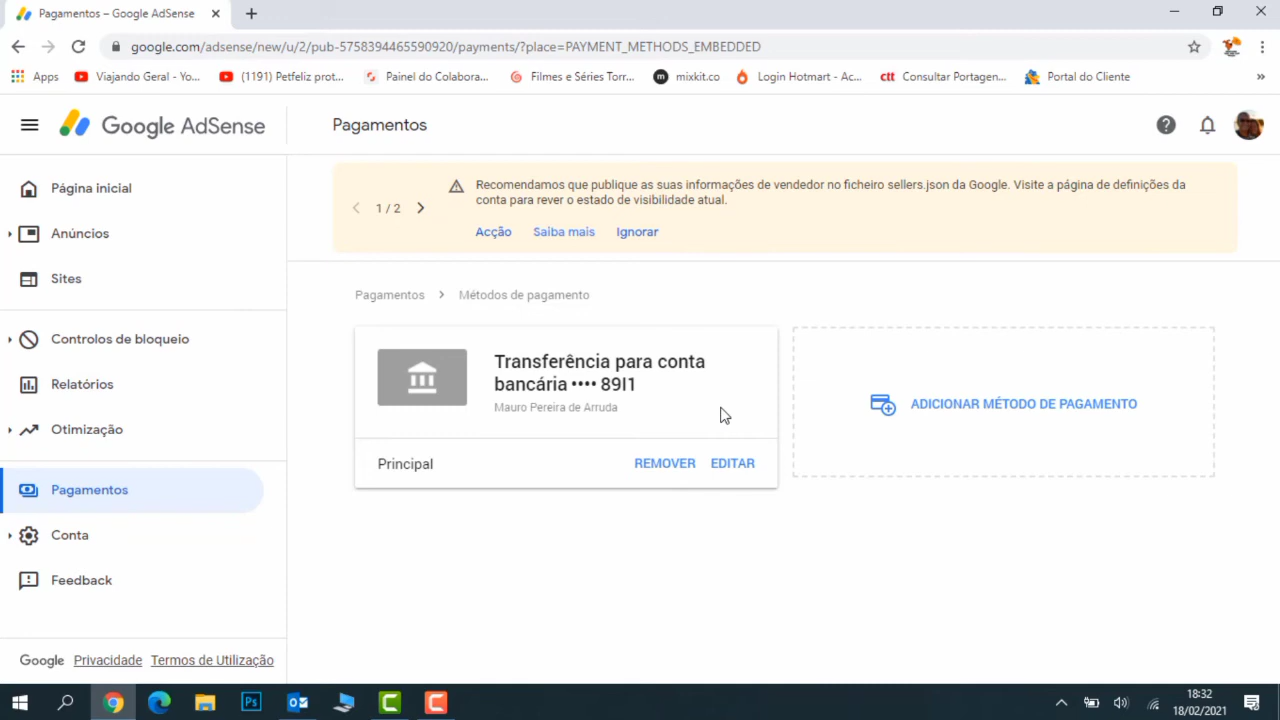 Pagamentos – Google AdSense
google.com/adsense/new/u/2/pub-5758394465590920/payments/?place=PAYMENT_METHODS_EMBEDDED
Apps
Viajando Geral - Yo...
(1191) Petfeliz prot...
Painel do Colabora...
Filmes e Séries Torr...
m
mixkit.co
Login Hotmart - Ac...
ctt
Consultar Portagen...
Portal do Cliente
Google AdSense
Pagamentos
Página inicial
Anúncios
Sites
Controlos de bloqueio
Relatórios
Otimização
Pagamentos
Conta
Feedback
Google Privacidade Termos de Utilização
1 / 2
Recomendamos que publique as suas informações de vendedor no ficheiro sellers.json da Google. Visite a página de definições da
conta para rever o estado de visibilidade atual.
Acção Saiba mais Ignorar
Pagamentos > Métodos de pagamento
Transferência para conta
bancária •••• 89I1
Mauro Pereira de Arruda
Principal
REMOVER EDITAR
ADICIONAR MÉTODO DE PAGAMENTO
Ps
18:32
18/02/2021